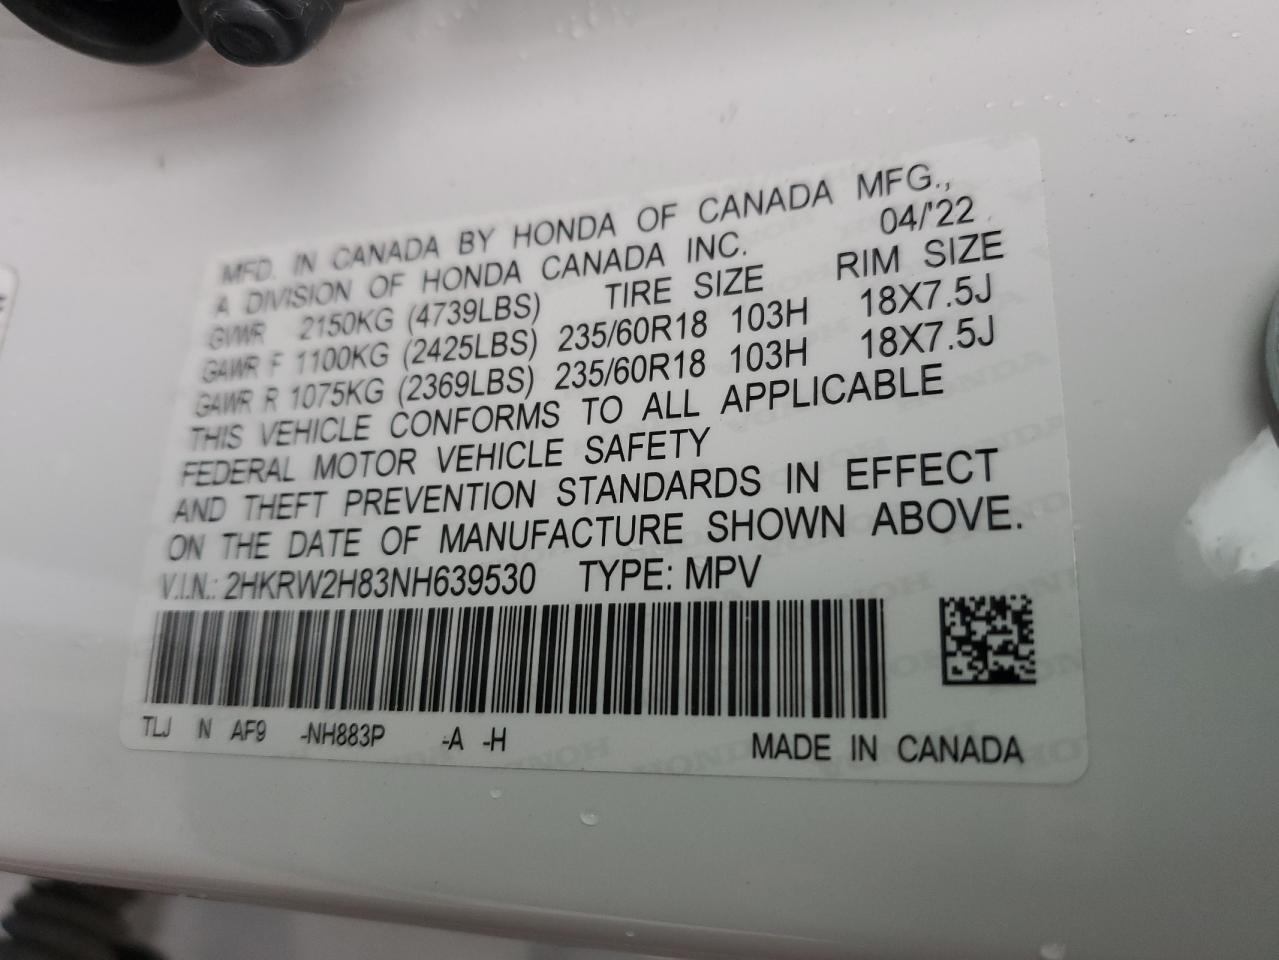 MFD. IN CANADA BY HONDA OF CANADA MFG.,
A DIVISION OF HONDA CANADA INC. 04/'22
GVWR 2150KG (4739LBS) TIRE SIZE RIM SIZE
GAWR F 1100KG (2425LBS) 235/60R18 103H 18X7.5J
GAWR R 1075KG (2369LBS) 235/60R18 103H 18X7.5J
THIS VEHICLE CONFORMS TO ALL APPLICABLE
FEDERAL MOTOR VEHICLE SAFETY
AND THEFT PREVENTION STANDARDS IN EFFECT
ON THE DATE OF MANUFACTURE SHOWN ABOVE.
V.I.N.: 2HKRW2H83NH639530 TYPE: MPV
TLJ N AF9 -NH883P -A -H
MADE IN CANADA